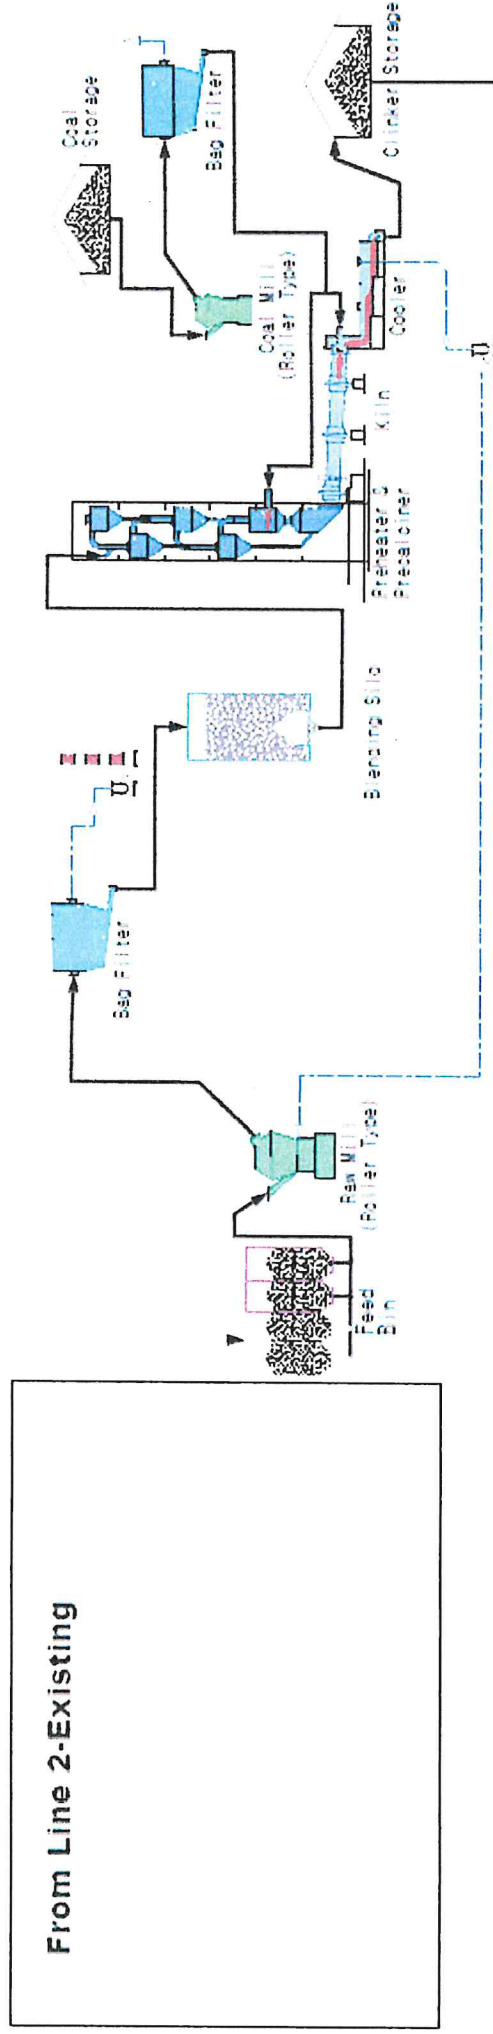 From Line 2-Existing
Feed
Bin
Raw Mill
(Roller Type)
Bag Filter
Blending Silo
Preheater &
Precalciner
Kiln
Cooler
Coal Mill
(Roller Type)
Coal
Storage
Bag Filter
Clinker Storage